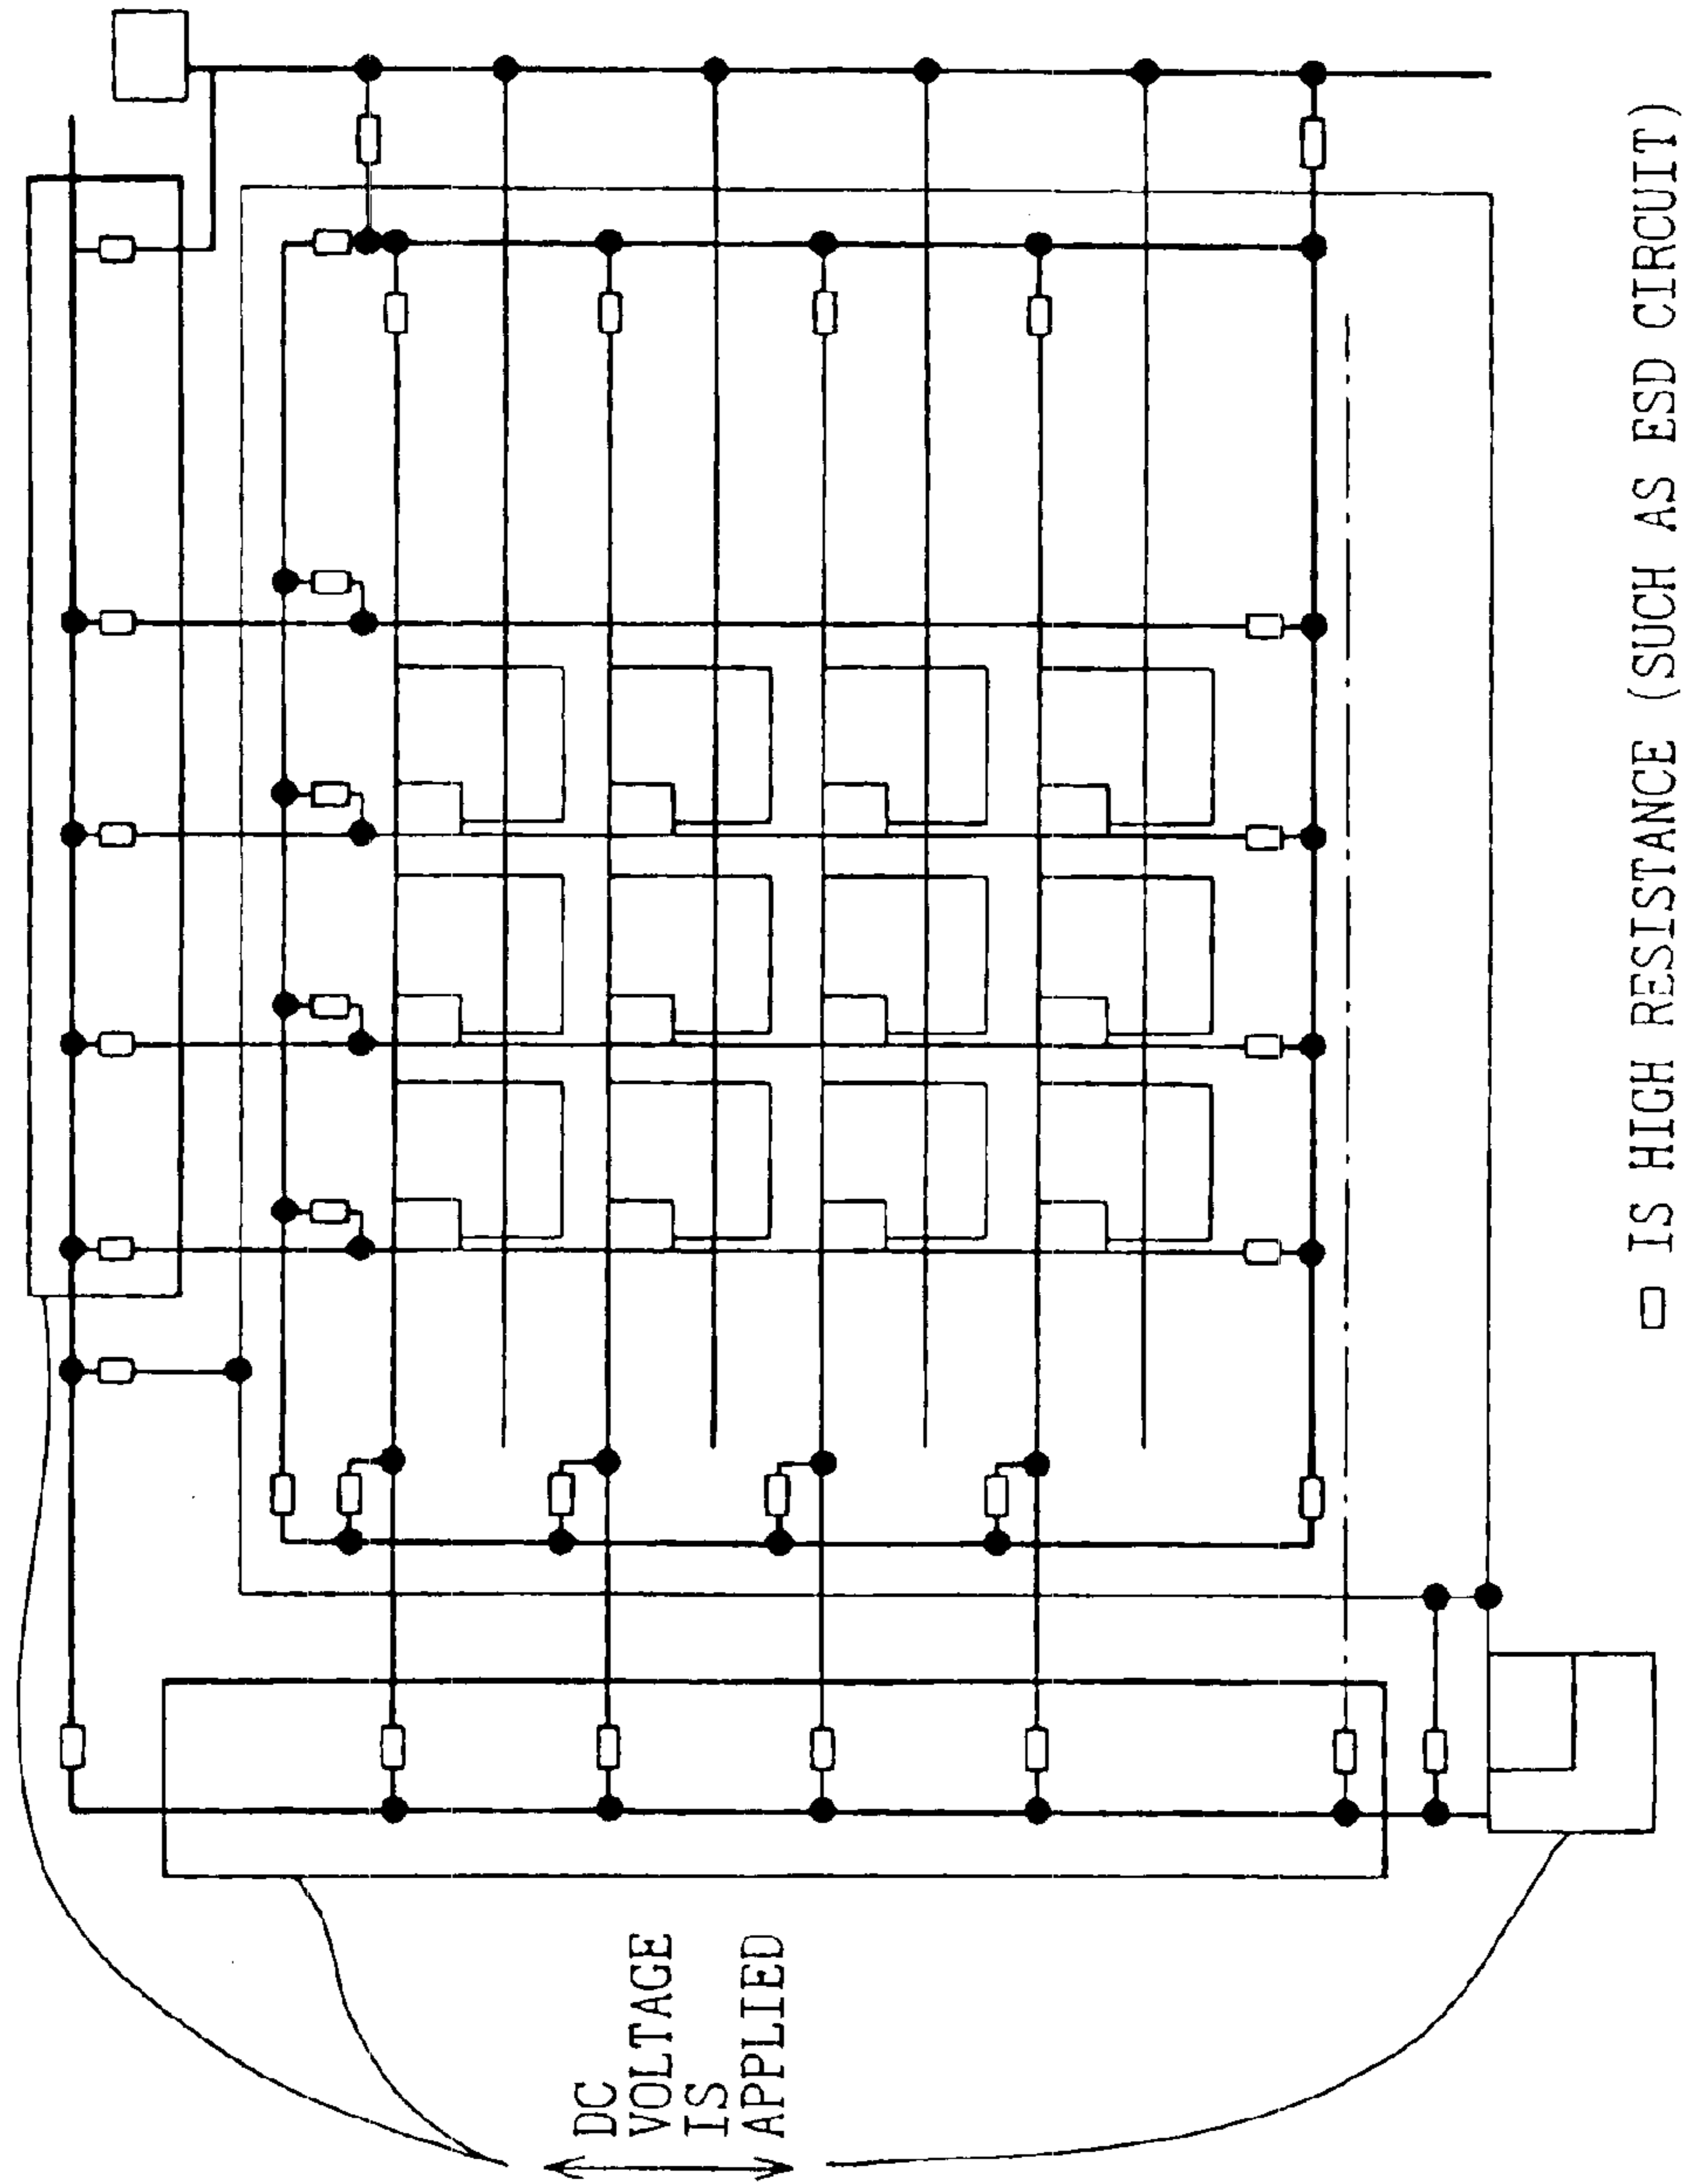 DC
VOLTAGE
IS
APPLIED
IS HIGH RESISTANCE (SUCH AS ESD CIRCUIT)